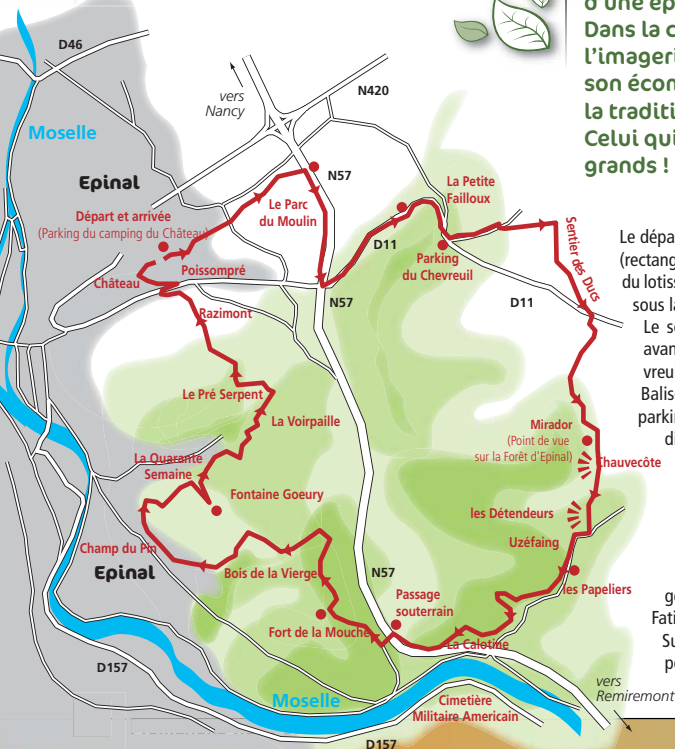 d'une ép
Dans la c
l'imageri
son écon
la traditi
Celui qui
grands !
D46
N420
vers
Nancy
Moselle
Epinal
N57
La Petite
Failloux
Départ et arrivée
(Parking du camping du Château)
Le Parc
du Moulin
D11
Parking
du Chevreuil
Sentier des Ducs
Le dépa
(rectang
du lotiss
sous la
Le se
avan
vreu
Balis
parkin
d
Poissompré
Château
N57
D11
Razimont
Le Pré Serpent
La Voirpaille
Mirador
(Point de vue
sur la Forêt d'Epinal)
Chauvecôte
La Quarante
Semaine
Fontaine Goeury
les Détendeurs
Uzéfaing
Champ du Pin
Epinal
Bois de la Vierge
N57
les Papeliers
Passage
souterrain
Fort de la Mouche
La Calotine
ge
Fati
Su
pe
D157
Moselle
Cimetière
Militaire Americain
vers
Remiremont
D157